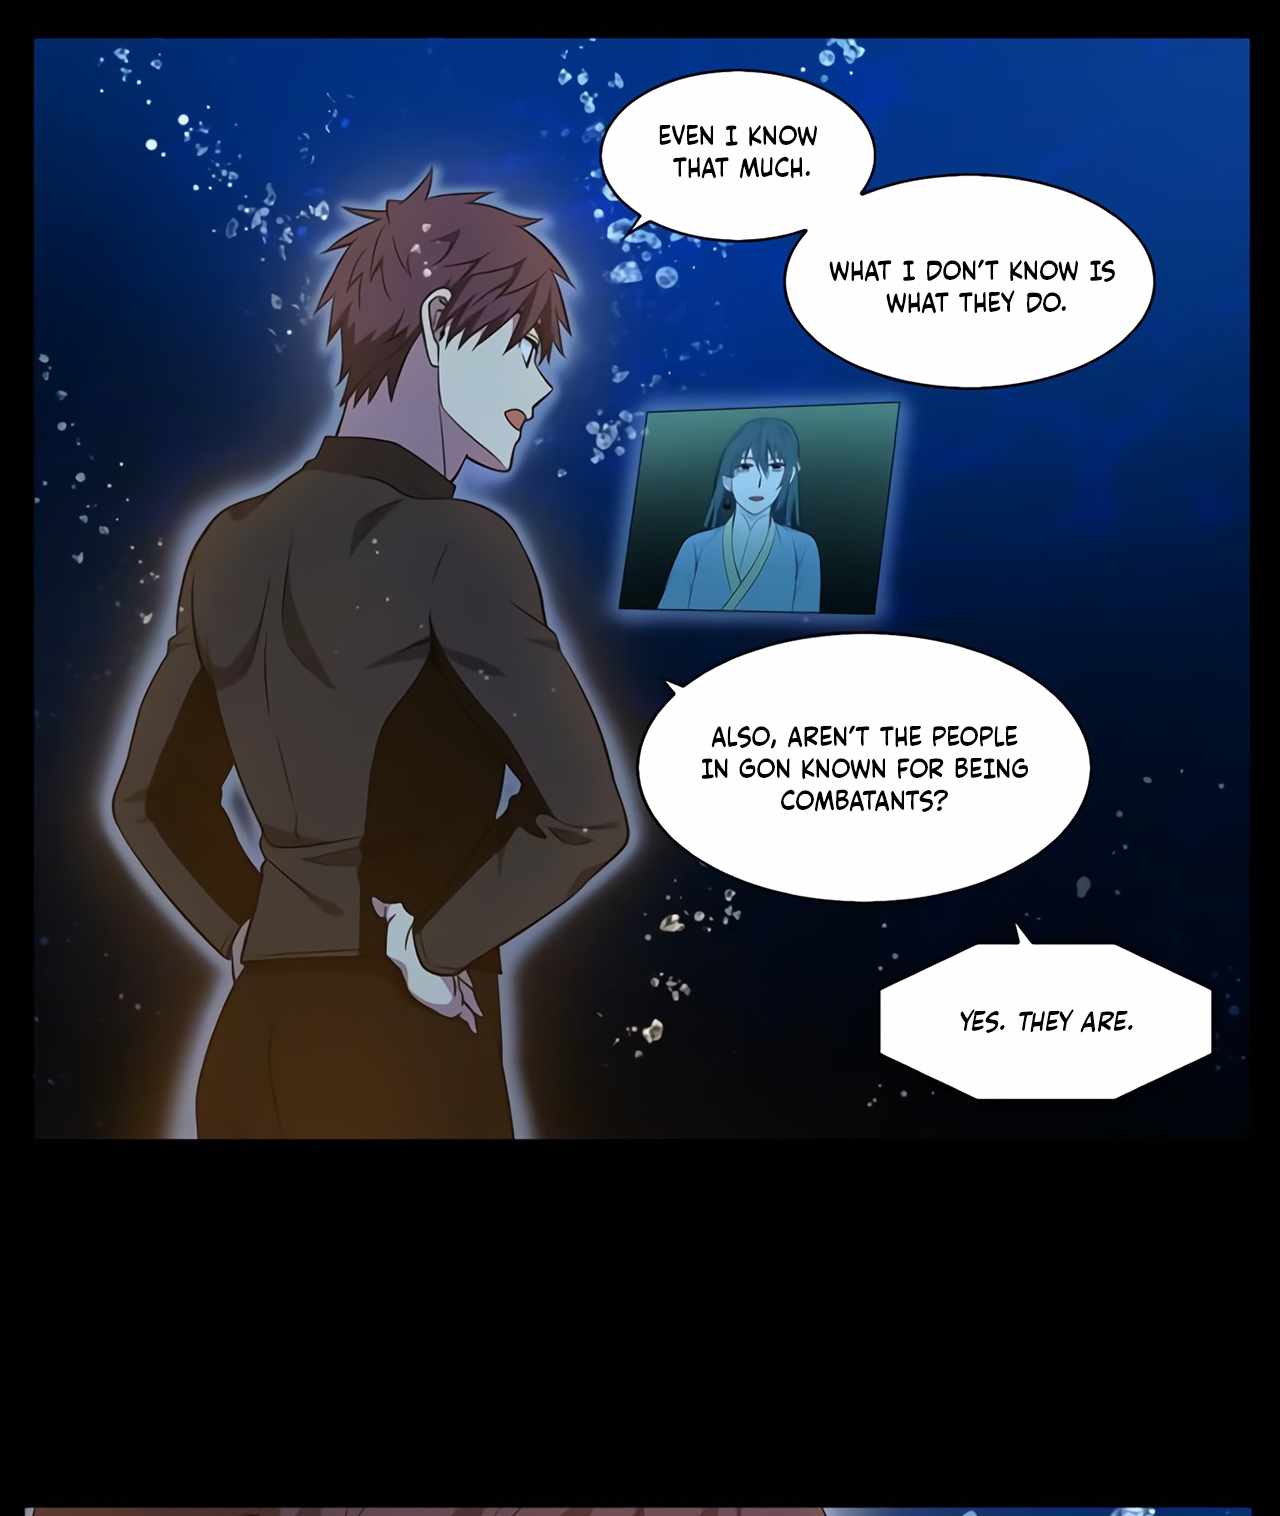 EVEN I KNOW
THAT MUCH.
WHAT I DON'T KNOW IS
WHAT THEY DO.
ALSO, AREN'T THE PEOPLE
IN GON KNOWN FOR BEING
COMBATANTS?
YES. THEY ARE.